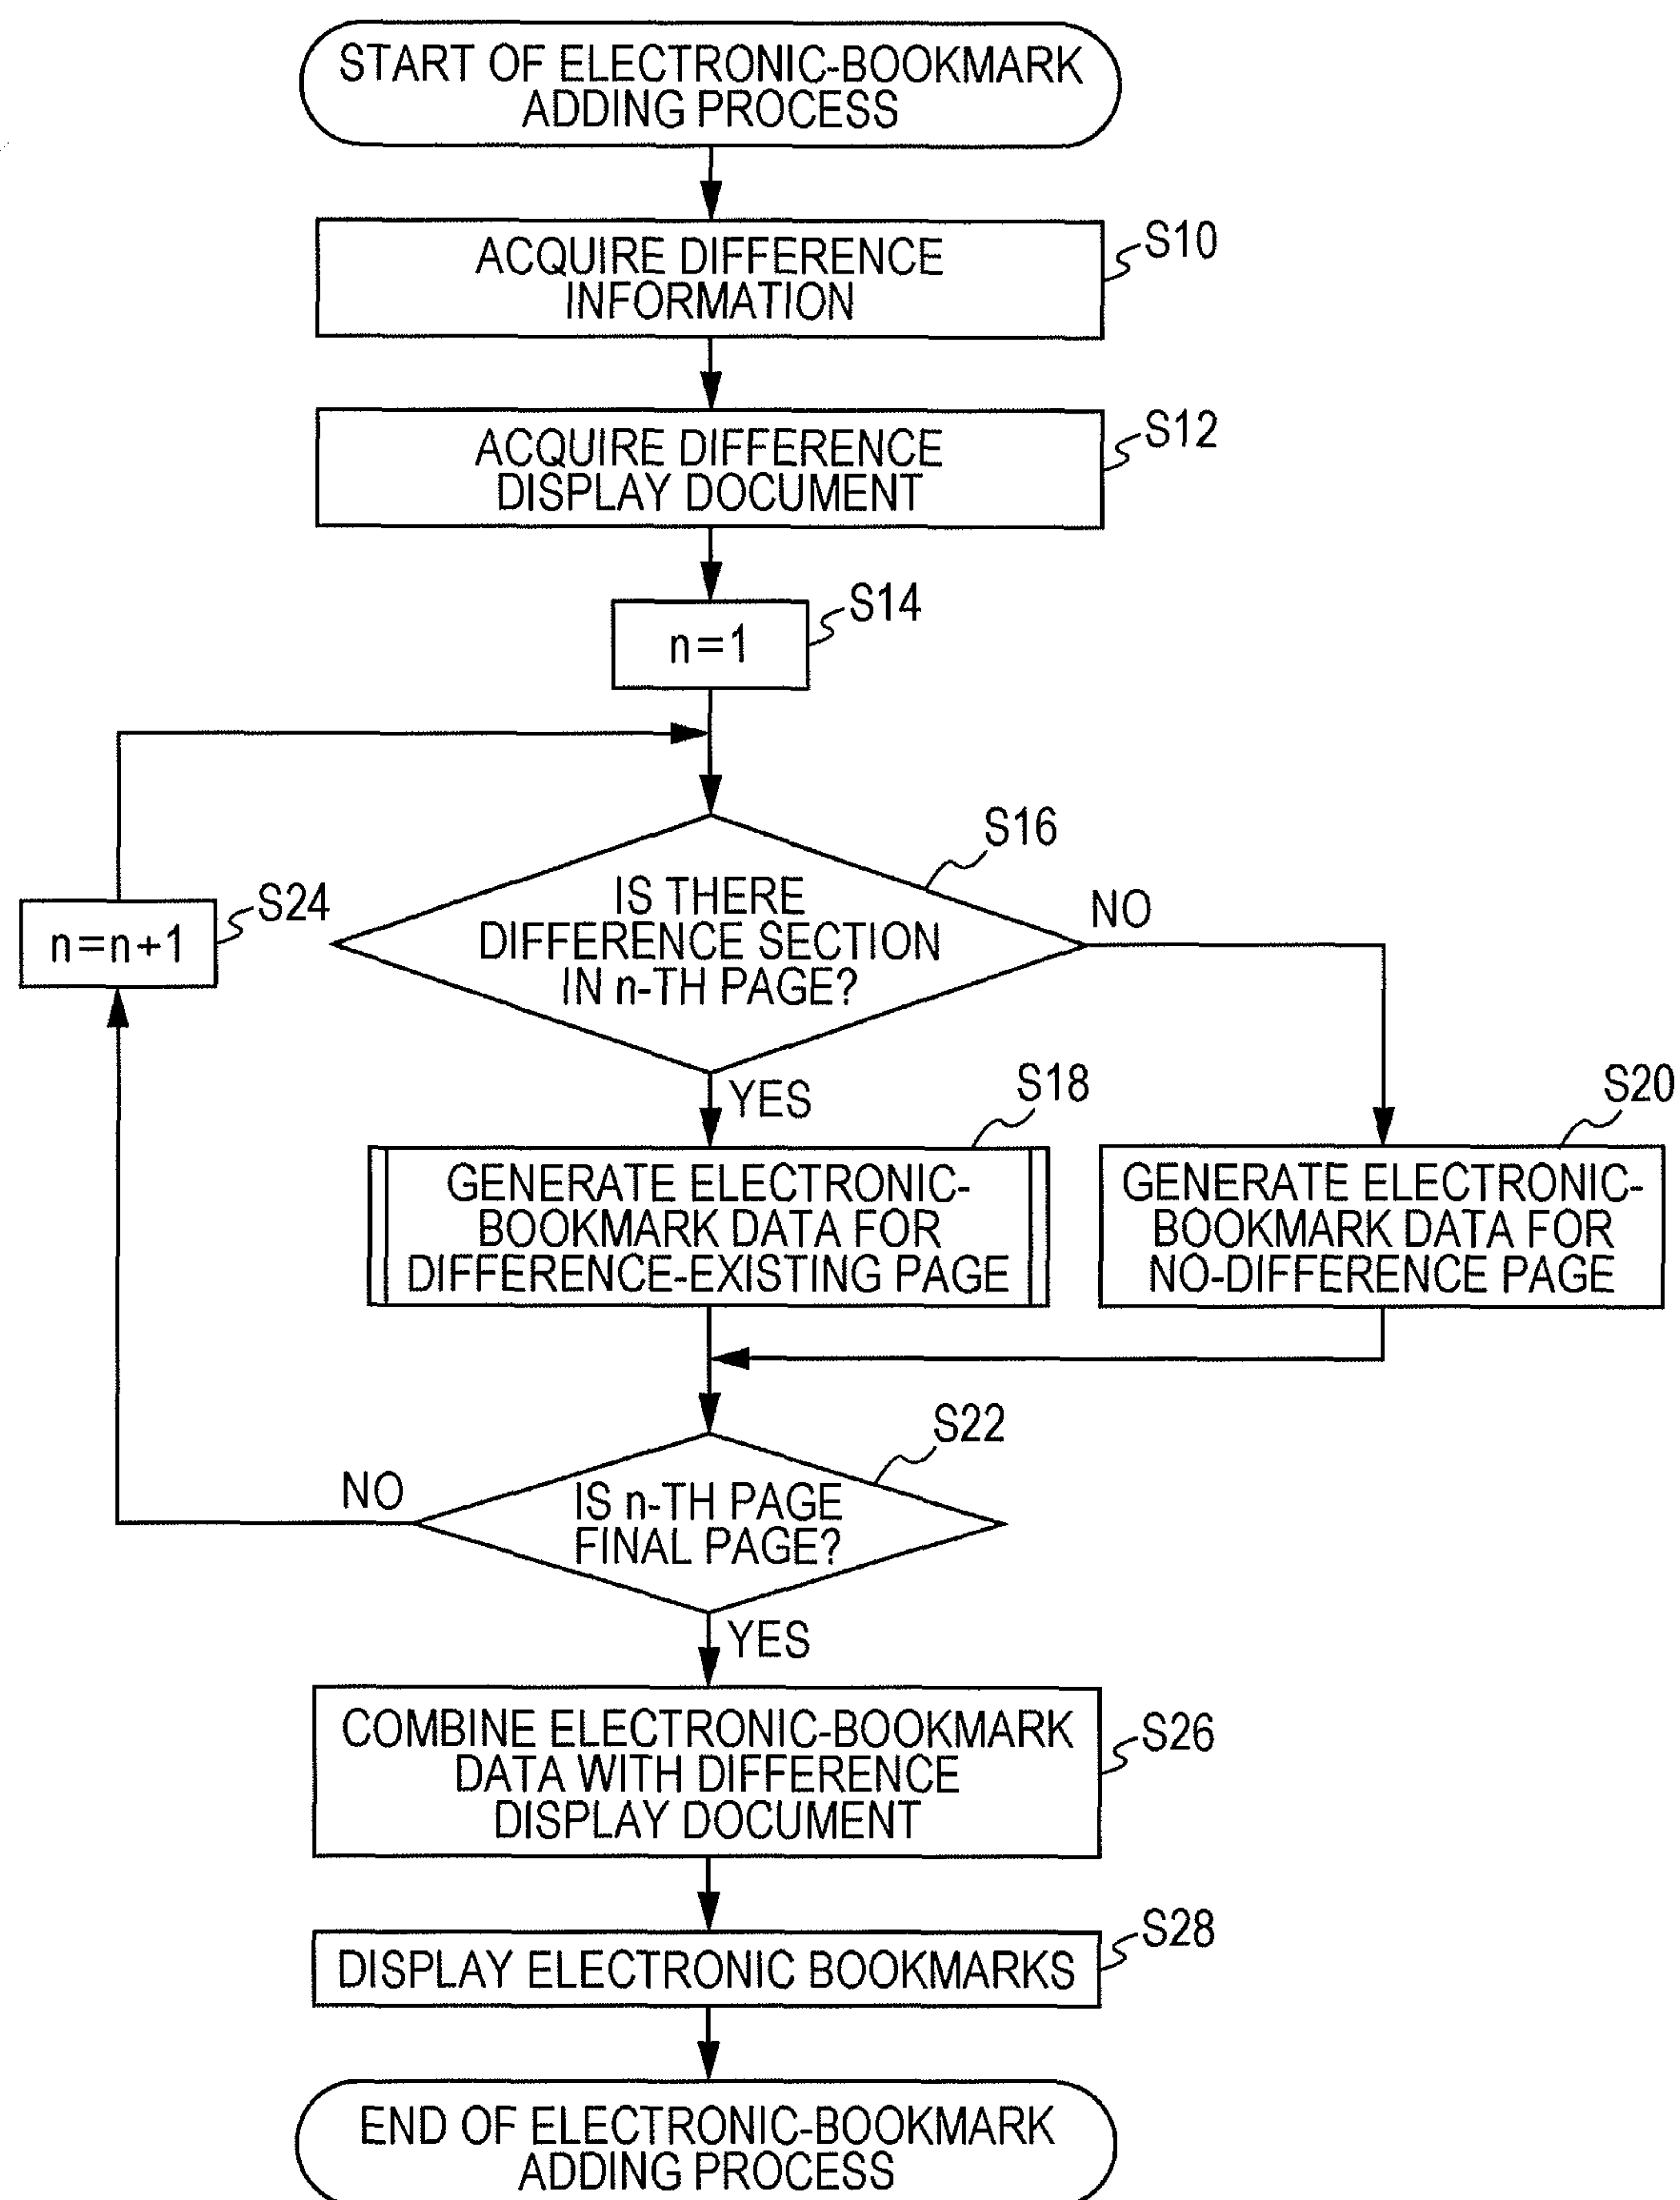 START OF ELECTRONIC-BOOKMARK
ADDING PROCESS
ACQUIRE DIFFERENCE
INFORMATION
S10
ACQUIRE DIFFERENCE
DISPLAY DOCUMENT
S12
n=1
S14
S16
IS THERE
DIFFERENCE SECTION
IN n-TH PAGE?
NO
S24
n=n+1
YES
S18
GENERATE ELECTRONIC-
BOOKMARK DATA FOR
DIFFERENCE-EXISTING PAGE
S20
GENERATE ELECTRONIC-
BOOKMARK DATA FOR
NO-DIFFERENCE PAGE
S22
IS n-TH PAGE
FINAL PAGE?
NO
YES
COMBINE ELECTRONIC-BOOKMARK
DATA WITH DIFFERENCE
DISPLAY DOCUMENT
S26
DISPLAY ELECTRONIC BOOKMARKS
S28
END OF ELECTRONIC-BOOKMARK
ADDING PROCESS